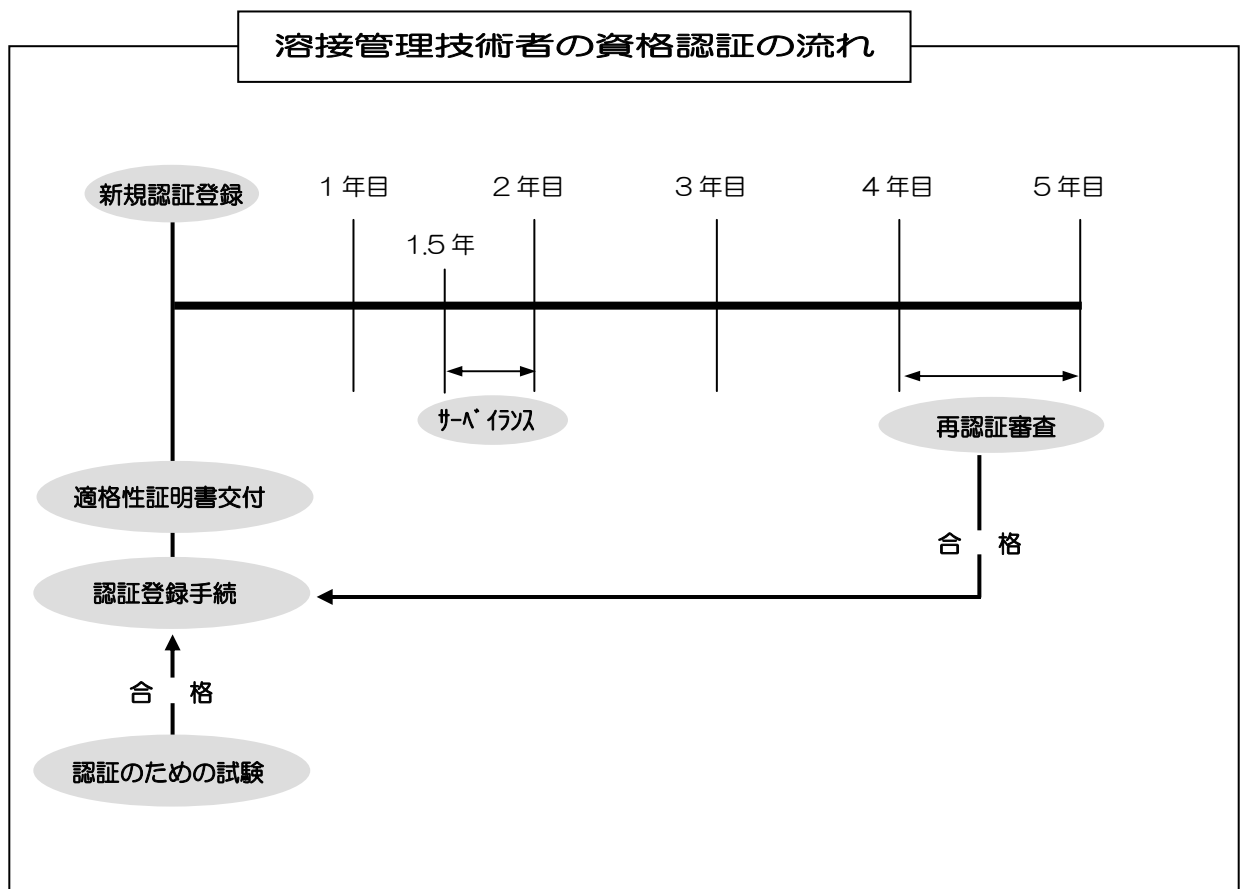 溶接管理技術者の資格認証の流れ
新規認証登録
1年目
2年目
3年目
4年目
5年目
1.5年
ｻｰﾍﾞｲﾗﾝｽ
再認証審査
適格性証明書交付
合 格
認証登録手続
合 格
認証のための試験